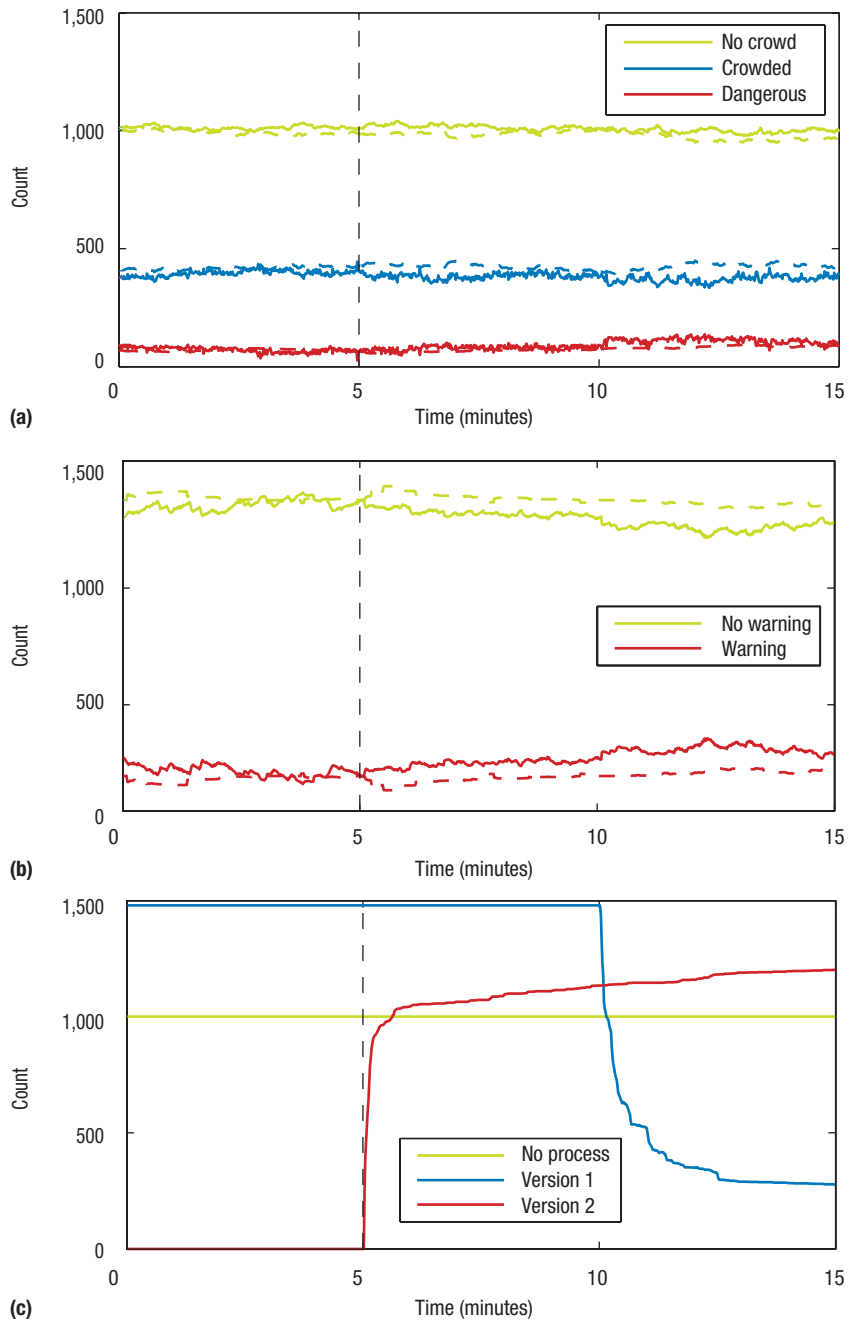 1,500
No crowd
Crowded
Dangerous
1,000
Count
500
0
0 5 10 15
Time (minutes)
(a)
1,500
1,000
Count
No warning
Warning
500
0
0 5 10 15
Time (minutes)
(b)
1,500
1,000
Count
500
No process
Version 1
Version 2
0
0 5 10 15
Time (minutes)
(c)